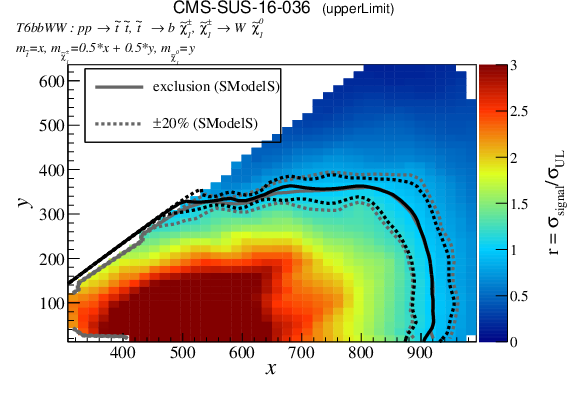 CMS-SUS-16-036 (upperLimit)
T6bbWW : pp → t̃ t̃, t̃ → b χ̃₁±, χ̃₁± → W χ̃₁⁰
m_t̃=x, m_χ̃₁±=0.5*x + 0.5*y, m_χ̃₁⁰=y
exclusion (SModelS)
±20% (SModelS)
600
500
400
300
200
100
y
400 500 600 700 800 900
x
3
2.5
2
1.5
1
0.5
0
r = σ_signal/σ_UL